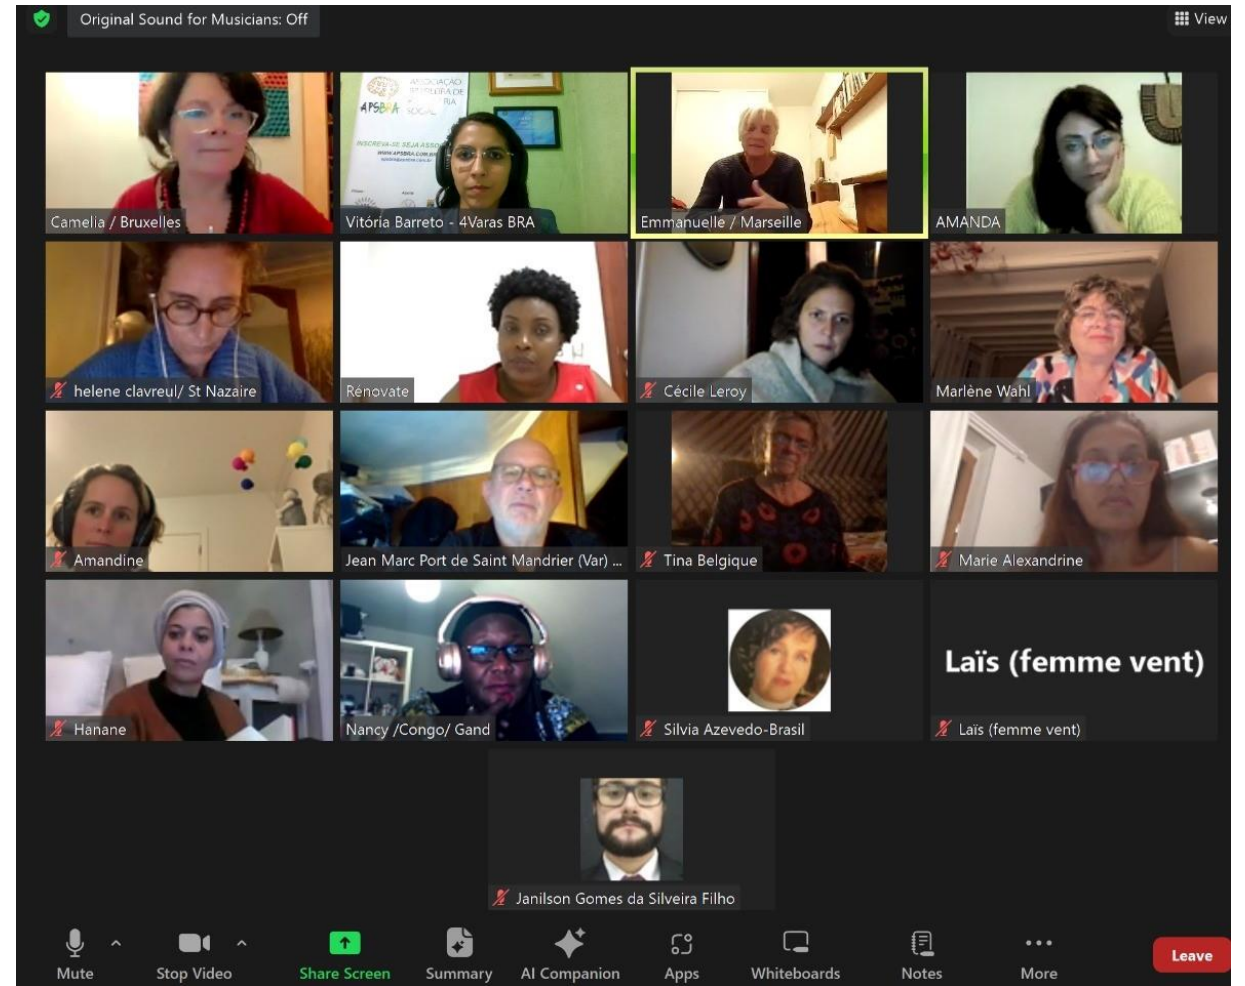 Original Sound for Musicians: Off
View
Camelia / Bruxelles
APSBRA
SOCIAL
Vitória Barreto - 4Varas BRA
Emmanuelle / Marseille
AMANDA
helene clavreul/ St Nazaire
Rénovate
Cécile Leroy
Marlène Wahl
Amandine
Jean Marc Port de Saint Mandrier (Var) ...
Tina Belgique
Marie Alexandrine
Hanane
Nancy /Congo/ Gand
Silvia Azevedo-Brasil
Laïs (femme vent)
Laïs (femme vent)
Janilson Gomes da Silveira Filho
Mute
Stop Video
Share Screen
Summary
AI Companion
Apps
Whiteboards
Notes
More
Leave